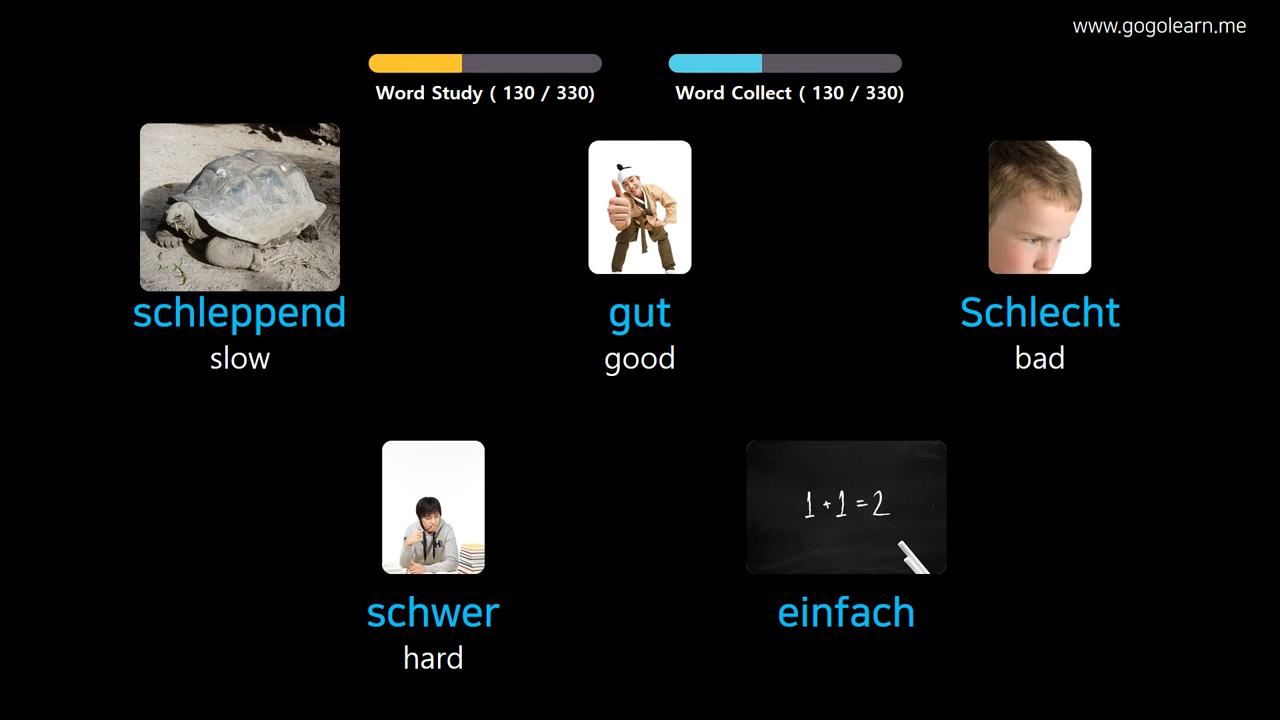 www.gogolearn.me
Word Study ( 130 / 330)
Word Collect ( 130 / 330)
schleppend
slow
gut
good
Schlecht
bad
schwer
hard
1+1=2
einfach